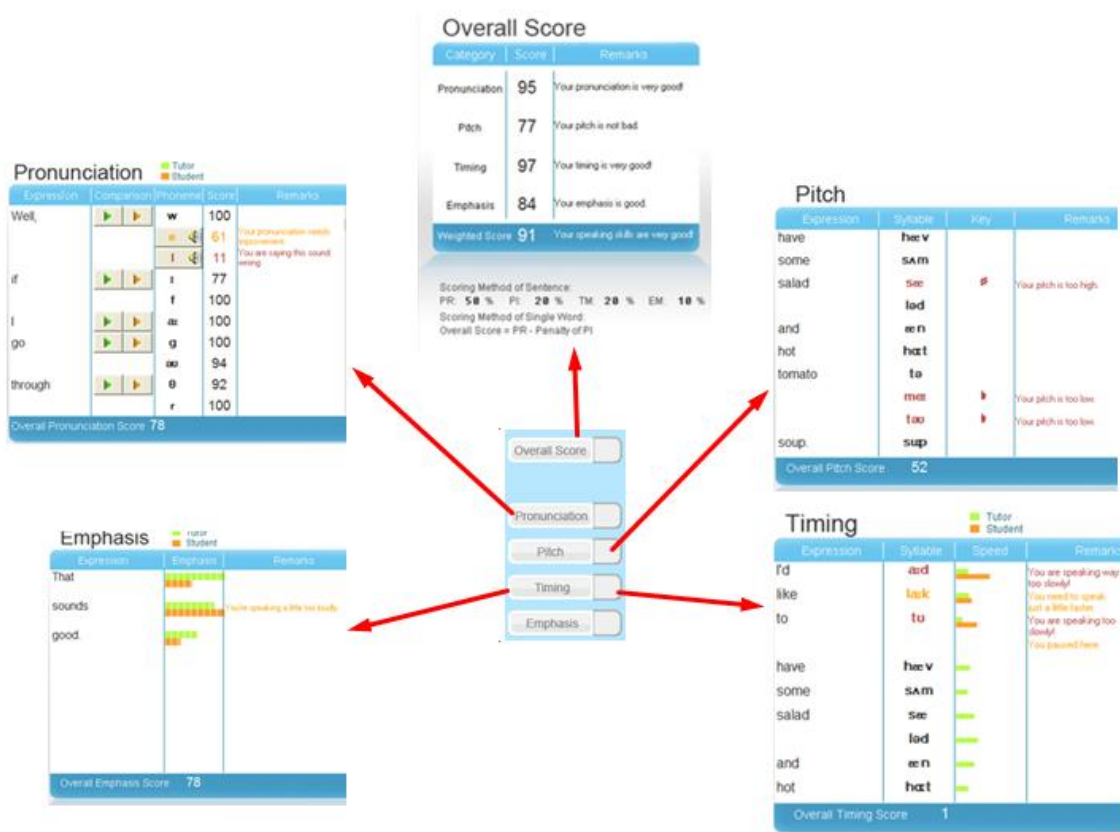 Overall Score
Category Score Remarks
Pronunciation 95 Your pronunciation is very good!
Pitch 77 Your pitch is not bad.
Timing 97 Your timing is very good!
Emphasis 84 Your emphasis is good.
Weighted Score 91 Your speaking skills are very good!
Scoring Method of Sentence:
PR: 50 % PI: 20 % TM: 20 % EM: 10 %
Scoring Method of Single Word:
Overall Score = PR - Penalty of PI
Pronunciation
Tutor
Student
Expression Comparison Phoneme Score Remarks
Well, w 100
61 Your pronunciation needs
improvement.
l 11 You are saying this sound
wrong.
if ɪ 77
f 100
I aɪ 100
go g 100
94
through θ 92
r 100
Overall Pronunciation Score 78
Pitch
Expression Syllable Key Remarks
have hæv
some sʌm
salad sæ Your pitch is too high.
ləd
and æn
hot hɑt
tomato tə
me Your pitch is too low.
təʊ Your pitch is too low.
soup. sup
Overall Pitch Score 52
Overall Score
Pronunciation
Pitch
Timing
Emphasis
Emphasis
Tutor
Student
Expression Emphasis Remarks
That
sounds You're speaking a little too loudly.
good.
Overall Emphasis Score 78
Timing
Tutor
Student
Expression Syllable Speed Remarks
I'd aɪd You are speaking way
too slowly!
like laɪk You need to speak
just a little faster.
to tu You are speaking too
slowly!
You paused here.
have hæv
some sʌm
salad sæ
ləd
and æn
hot hɑt
Overall Timing Score 1